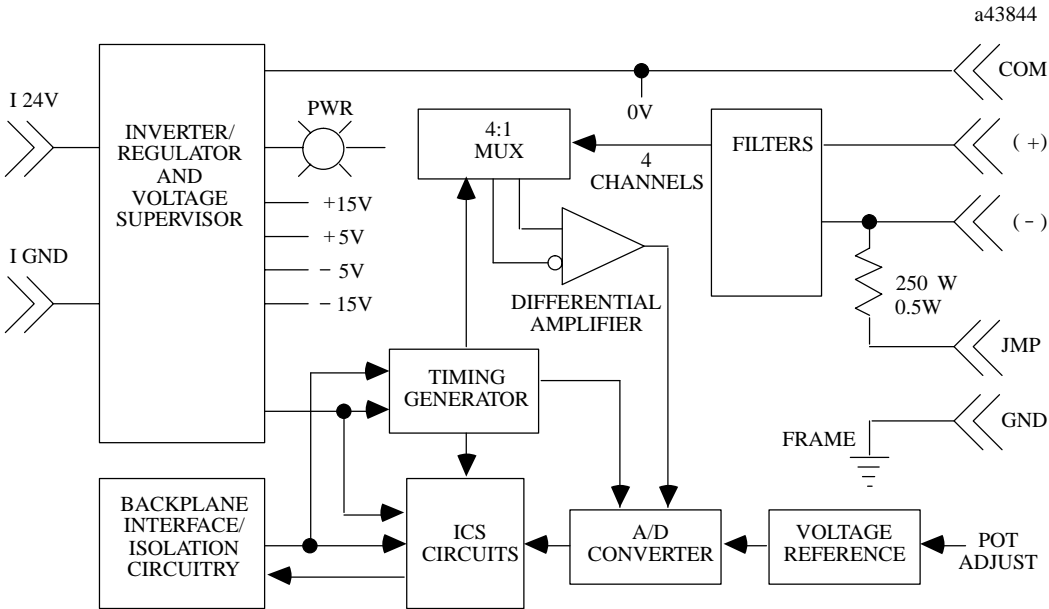 a43844
COM
I 24V
PWR
0V
INVERTER/
REGULATOR
AND
VOLTAGE
SUPERVISOR
4:1
MUX
FILTERS
( + )
4
CHANNELS
+15V
+5V
- 5V
- 15V
( - )
I GND
DIFFERENTIAL
AMPLIFIER
250 W
0.5W
JMP
TIMING
GENERATOR
GND
FRAME
BACKPLANE
INTERFACE/
ISOLATION
CIRCUITRY
ICS
CIRCUITS
A/D
CONVERTER
VOLTAGE
REFERENCE
POT
ADJUST